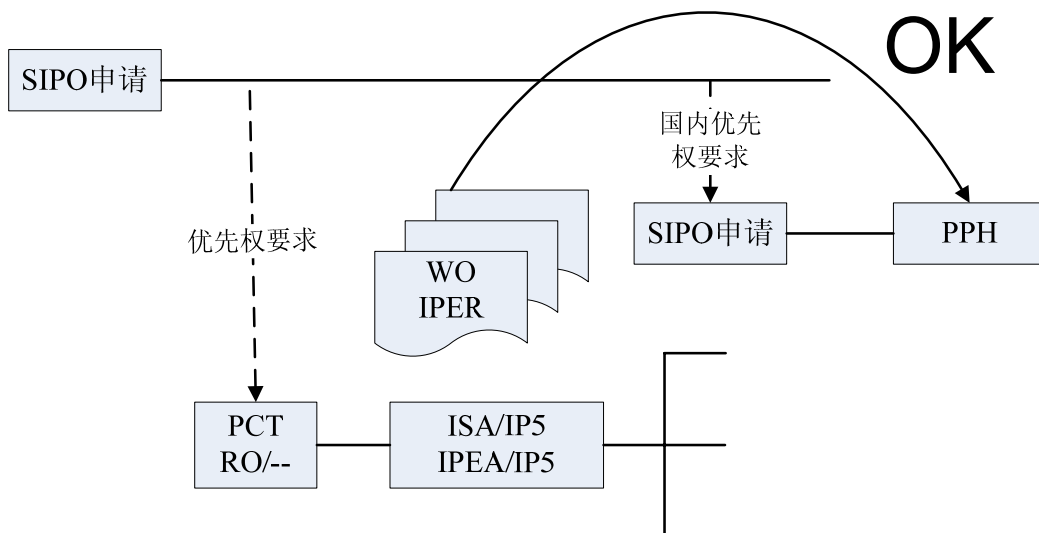 OK
SIPO申请
国内优先
权要求
优先权要求
SIPO申请
PPH
WO
IPER
PCT
RO/--
ISA/IP5
IPEA/IP5